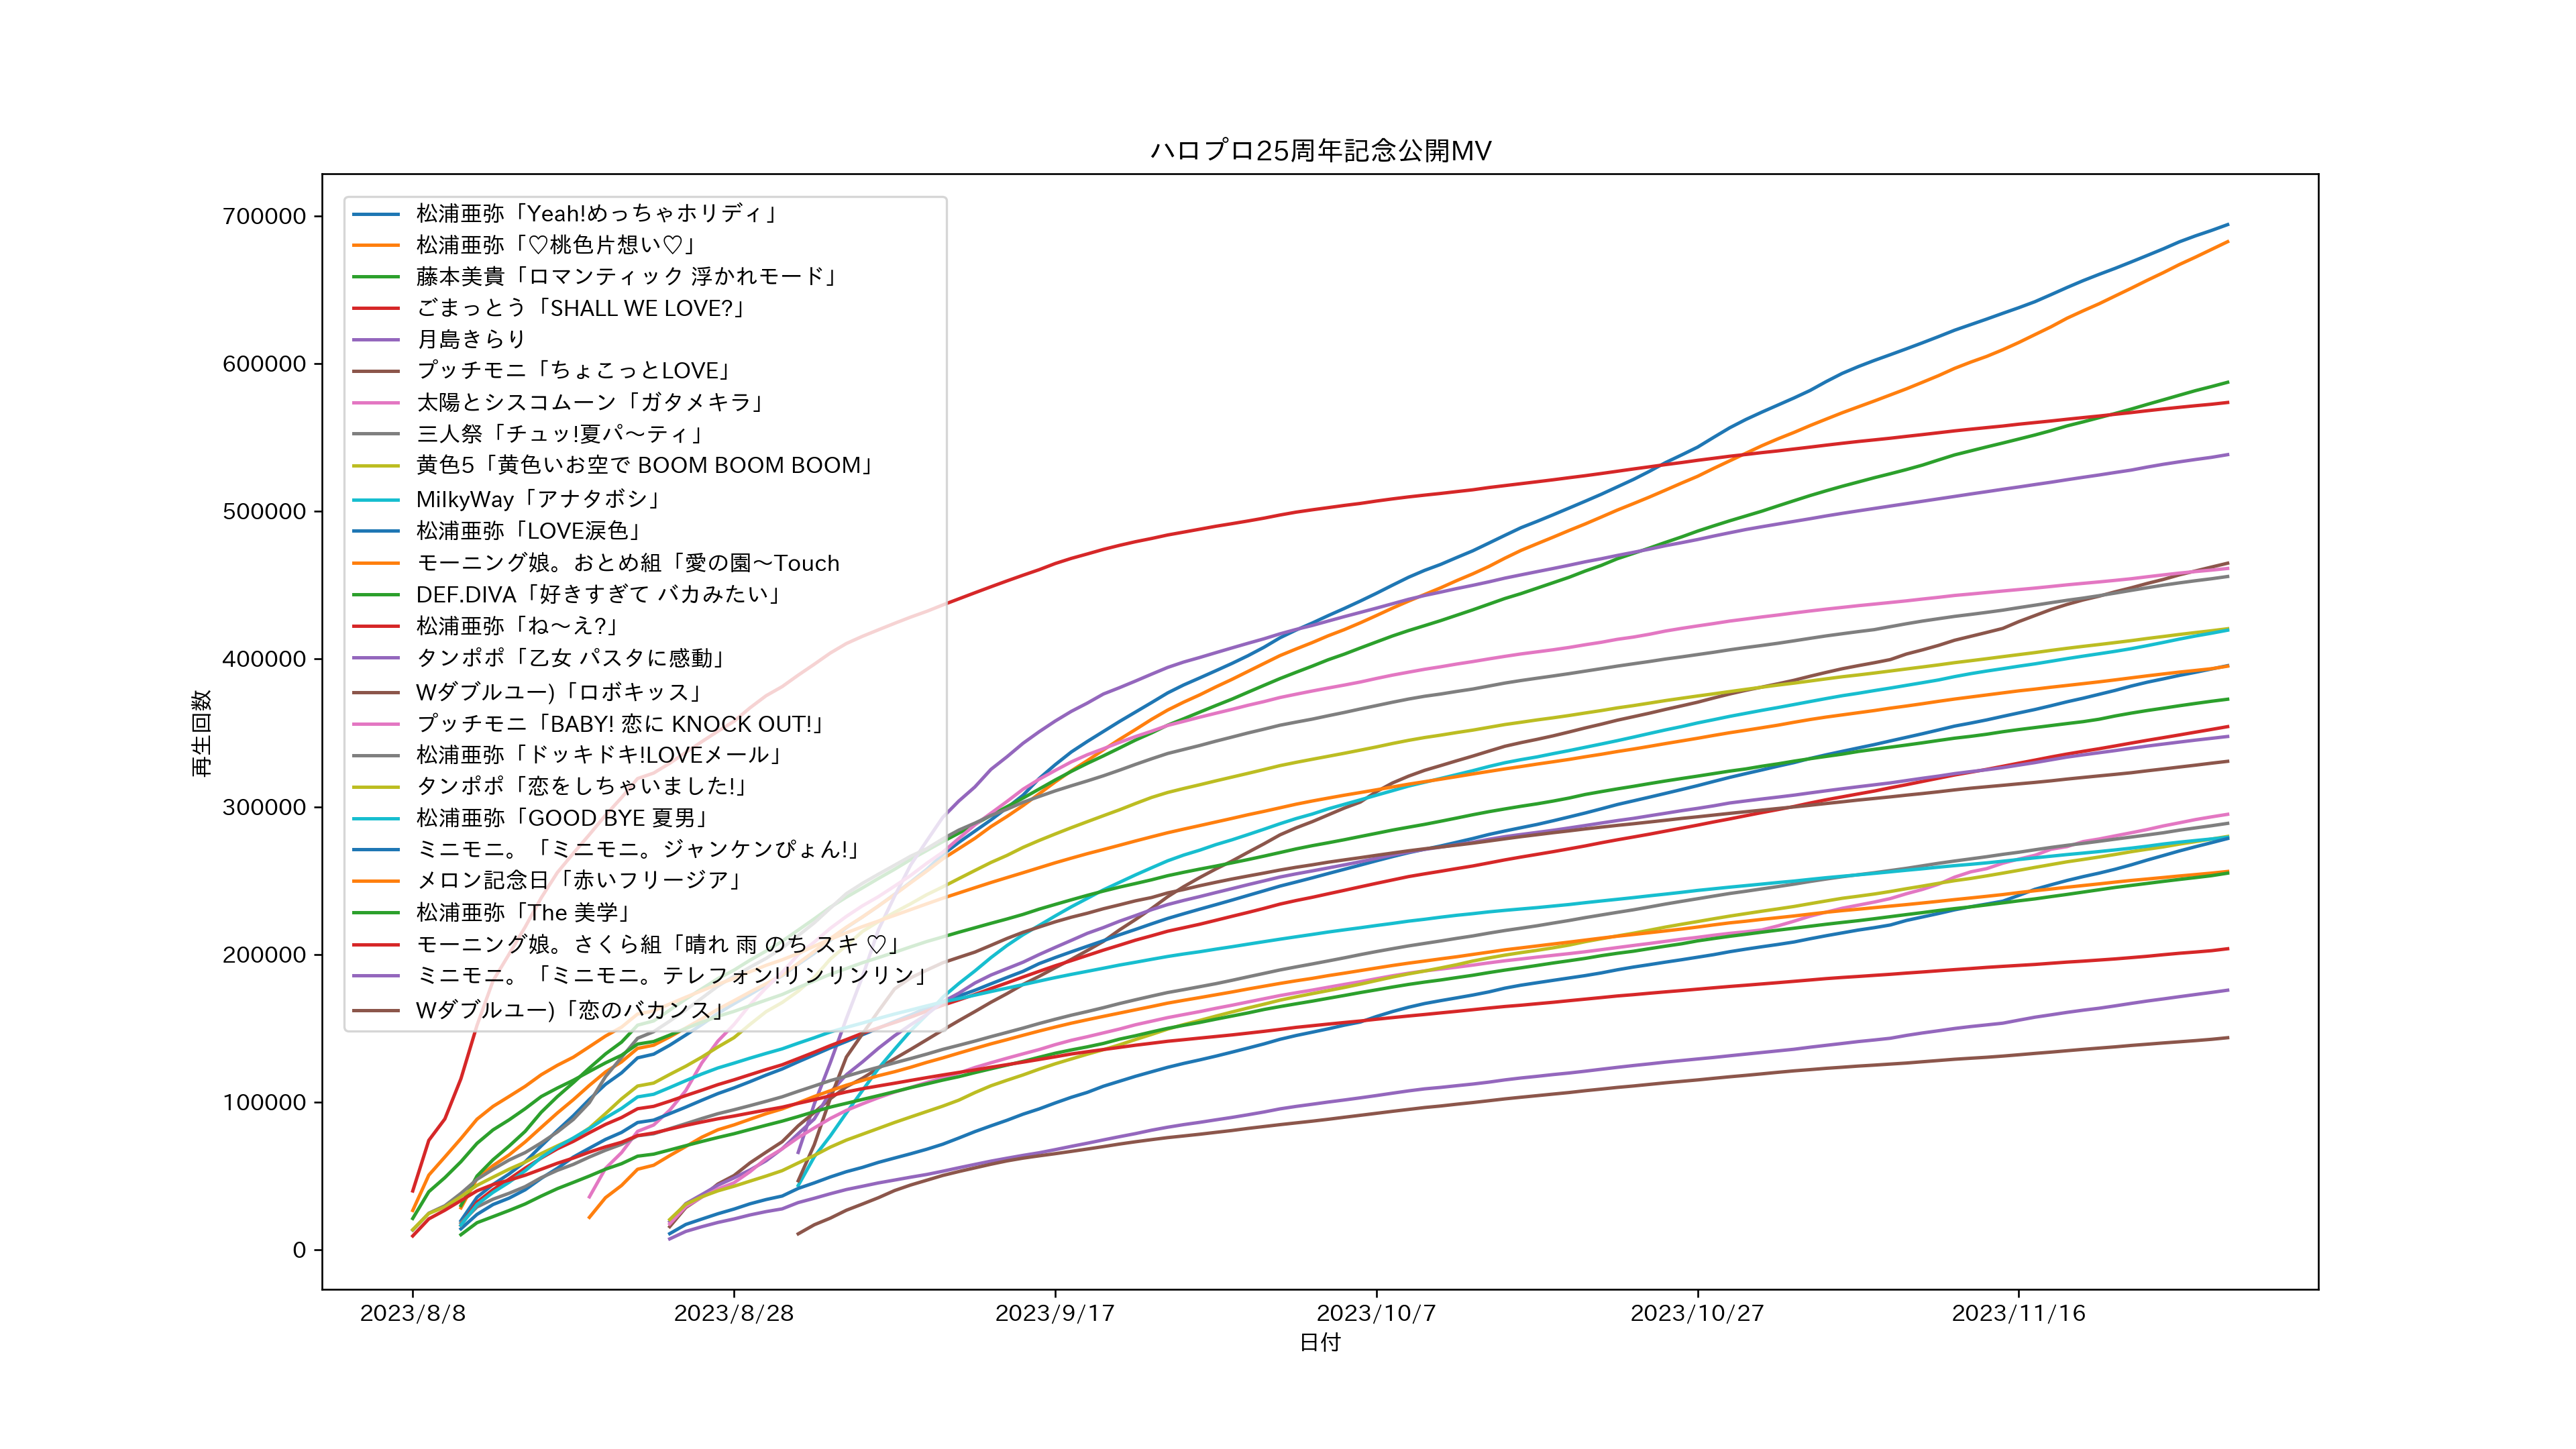 ハロプロ25周年記念公開MV
700000
600000
500000
400000
300000
200000
100000
0
再生回数
松浦亜弥「Yeah!めっちゃホリディ」
松浦亜弥「♡桃色片想い♡」
藤本美貴「ロマンティック 浮かれモード」
ごまっとう「SHALL WE LOVE?」
月島きらり
プッチモニ「ちょこっとLOVE」
太陽とシスコムーン「ガタメキラ」
三人祭「チュッ!夏パ〜ティ」
黄色5「黄色いお空で BOOM BOOM BOOM」
MilkyWay「アナタボシ」
松浦亜弥「LOVE涙色」
モーニング娘。おとめ組「愛の園〜Touch
DEF.DIVA「好きすぎて バカみたい」
松浦亜弥「ね〜え?」
タンポポ「乙女 パスタに感動」
Wダブルユー)「ロボキッス」
プッチモニ「BABY! 恋に KNOCK OUT!」
松浦亜弥「ドッキドキ!LOVEメール」
タンポポ「恋をしちゃいました!」
松浦亜弥「GOOD BYE 夏男」
ミニモニ。「ミニモニ。ジャンケンぴょん!」
メロン記念日「赤いフリージア」
松浦亜弥「The 美学」
モーニング娘。さくら組「晴れ 雨 のち スキ ♡」
ミニモニ。「ミニモニ。テレフォン!リンリンリン」
Wダブルユー)「恋のバカンス」
2023/8/8
2023/8/28
2023/9/17
2023/10/7
2023/10/27
2023/11/16
日付